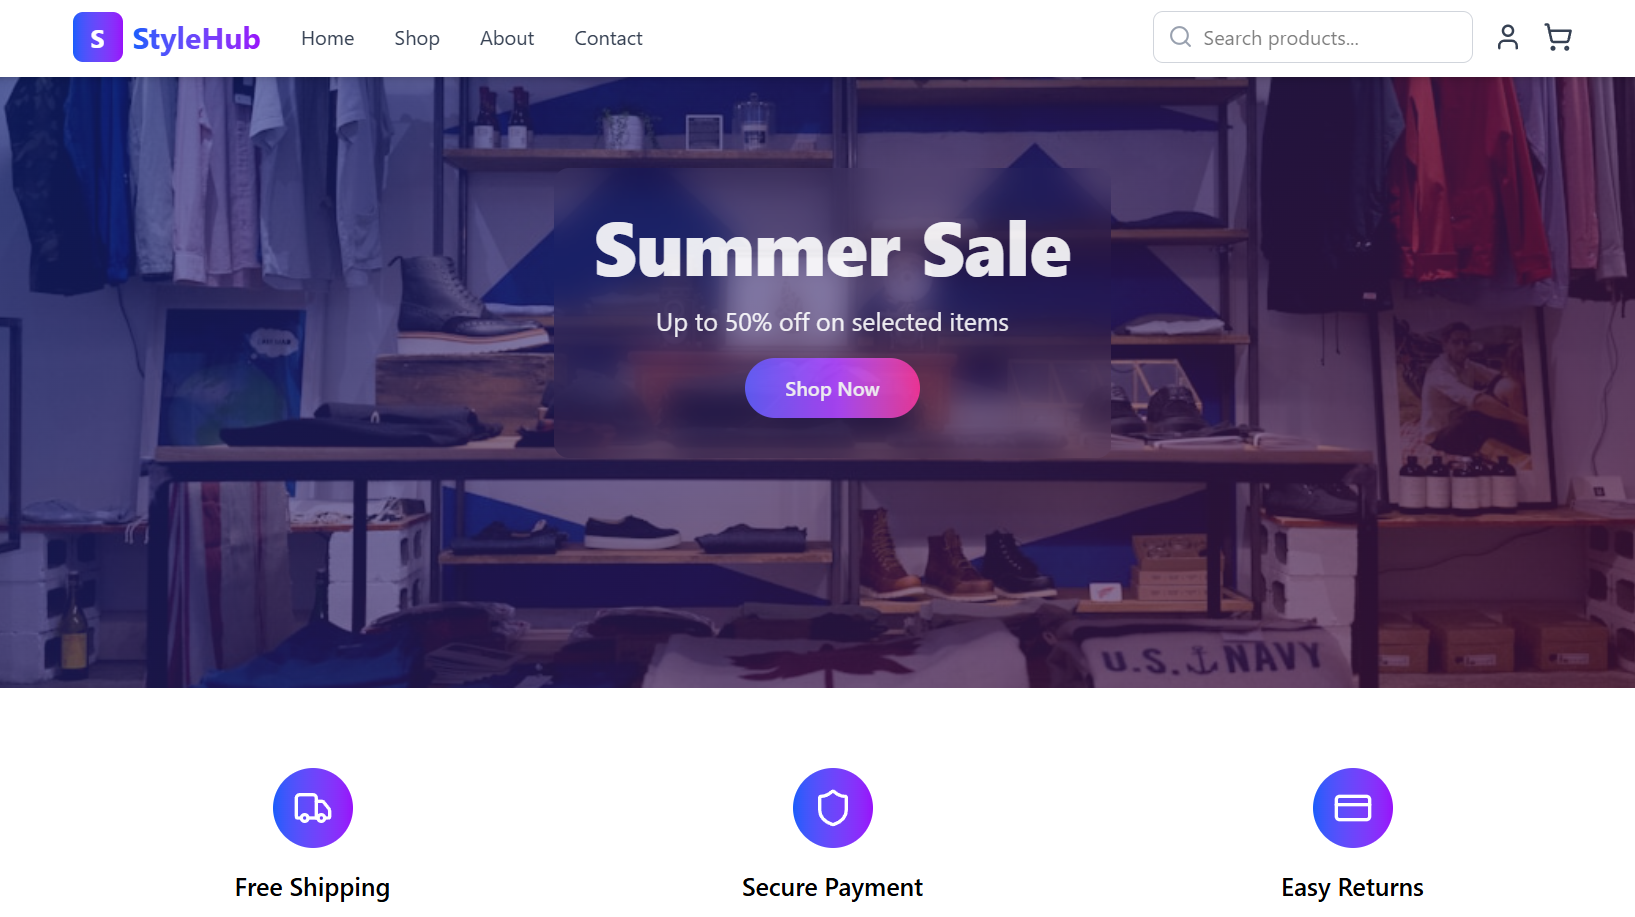 S StyleHub Home Shop About Contact Search products...
Summer Sale
Up to 50% off on selected items
Shop Now
U.S. NAVY
Free Shipping Secure Payment Easy Returns